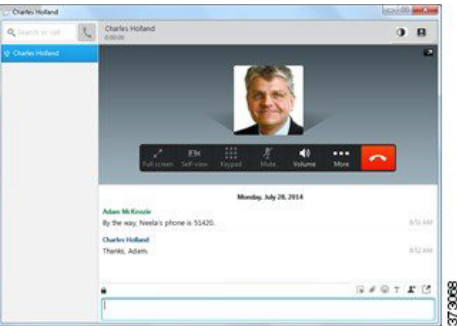 Charles Holland
Search or call
Charles Holland
0:00:00
Charles Holland
Full screen
Self-view
Keypad
Mute
Volume
More
Monday, July 28, 2014
Adam McKenzie
By the way, Neela's phone is 51420.
8:52 AM
Charles Holland
Thanks, Adam.
8:52 AM
T
373068